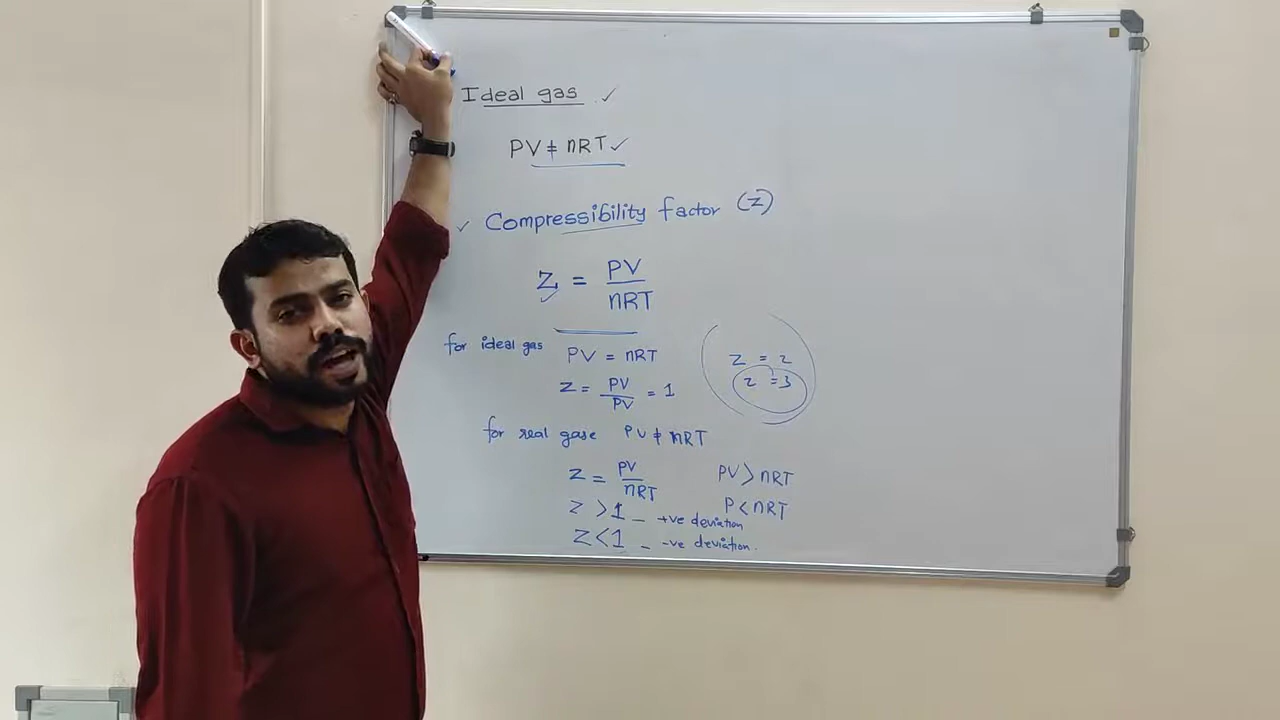 Ideal gas ✓
PV ≠ nRT ✓
✓ Compressibility factor (Z)
Z = PV / nRT
for ideal gas PV = nRT
Z = PV / PV = 1
Z = 2
Z = 3
for real gase PV ≠ nRT
Z = PV / nRT
PV > nRT
Z > 1 _ +ve deviation
P < nRT
Z < 1 _ -ve deviation.